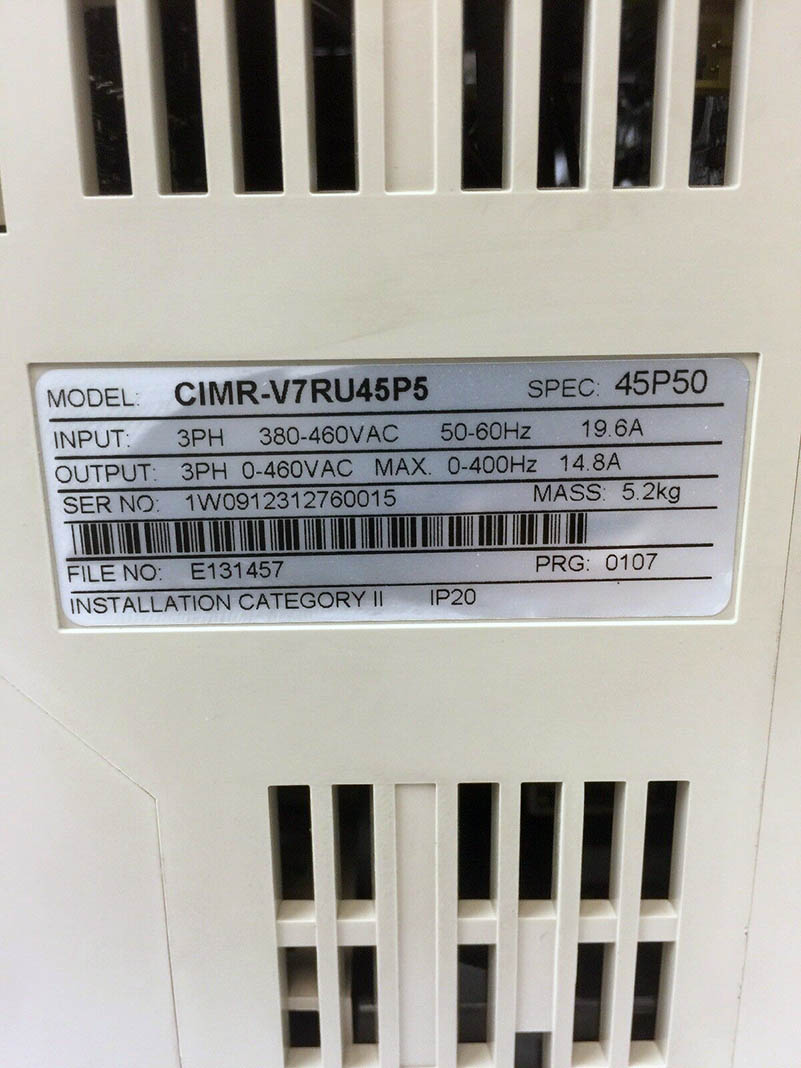 MODEL: CIMR-V7RU45P5 SPEC: 45P50
INPUT: 3PH 380-460VAC 50-60Hz 19.6A
OUTPUT: 3PH 0-460VAC MAX. 0-400Hz 14.8A
SER NO: 1W0912312760015 MASS: 5.2kg
FILE NO: E131457 PRG: 0107
INSTALLATION CATEGORY II IP20